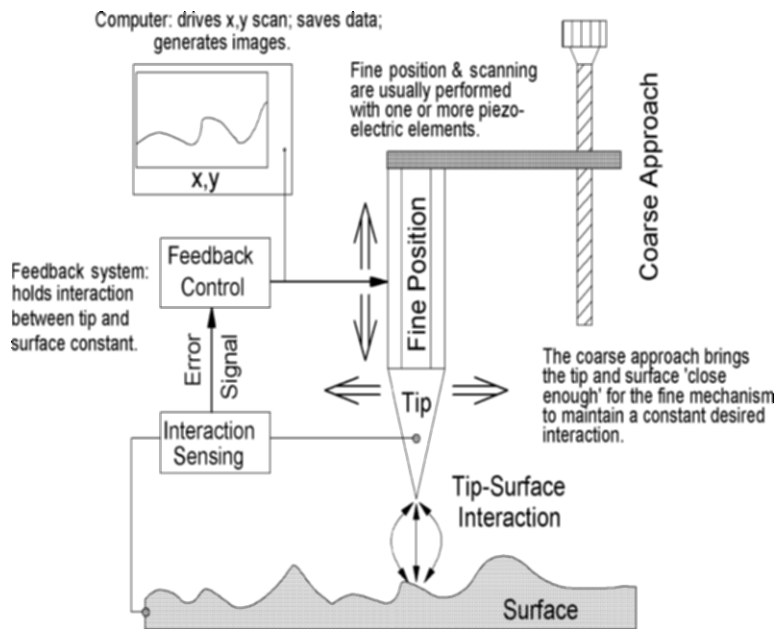 Computer: drives x,y scan; saves data;
generates images.
x,y
Fine position & scanning
are usually performed
with one or more piezo-
electric elements.
Coarse Approach
Feedback
Control
Fine Position
Feedback system:
holds interaction
between tip and
surface constant.
Error
Signal
The coarse approach brings
the tip and surface 'close
enough' for the fine mechanism
to maintain a constant desired
interaction.
Tip
Interaction
Sensing
Tip-Surface
Interaction
Surface